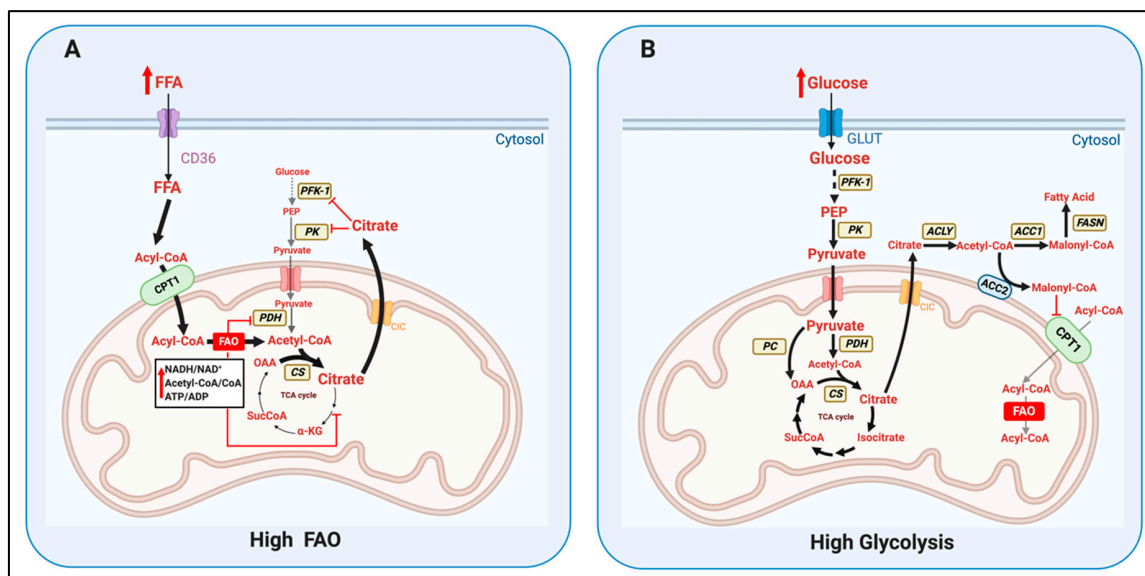 A
FFA
Cytosol
CD36
FFA
Glucose
PFK-1
PEP
Citrate
PK
Pyruvate
Acyl-CoA
CPT1
Pyruvate
PDH
CIC
Acyl-CoA
FAO
Acetyl-CoA
NADH/NAD⁺
Acetyl-CoA/CoA
ATP/ADP
OAA
CS
Citrate
TCA cycle
SucCoA
α-KG
High FAO
B
Glucose
Cytosol
GLUT
Glucose
PFK-1
PEP
PK
Pyruvate
Fatty Acid
FASN
ACLY
ACC1
Citrate
Acetyl-CoA
Malonyl-CoA
ACC2
Malonyl-CoA
CIC
Acyl-CoA
Pyruvate
CPT1
PC
PDH
Acetyl-CoA
OAA
CS
Citrate
TCA cycle
SucCoA
Isocitrate
Acyl-CoA
FAO
Acyl-CoA
High Glycolysis